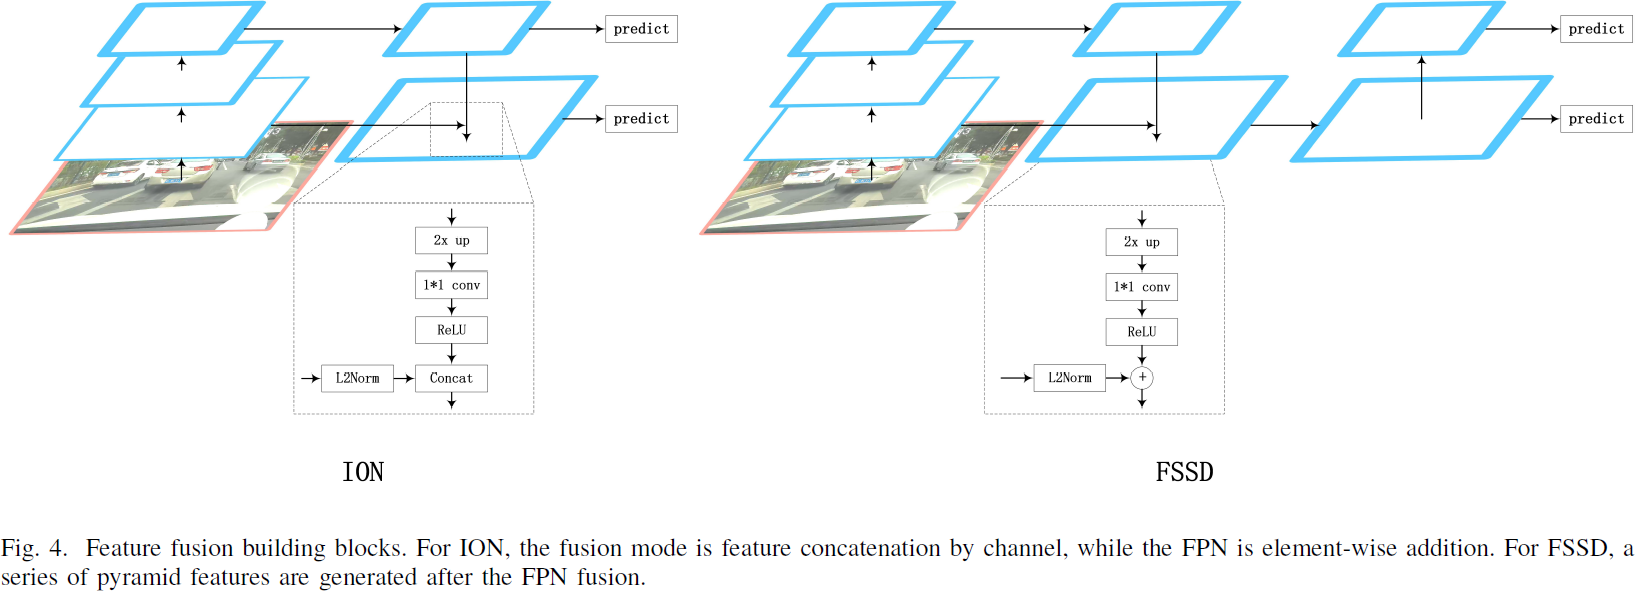 predict
predict
2x up
1*1 conv
ReLU
L2Norm
Concat
ION
predict
predict
2x up
1*1 conv
ReLU
L2Norm
+
FSSD
Fig. 4. Feature fusion building blocks. For ION, the fusion mode is feature concatenation by channel, while the FPN is element-wise addition. For FSSD, a
series of pyramid features are generated after the FPN fusion.